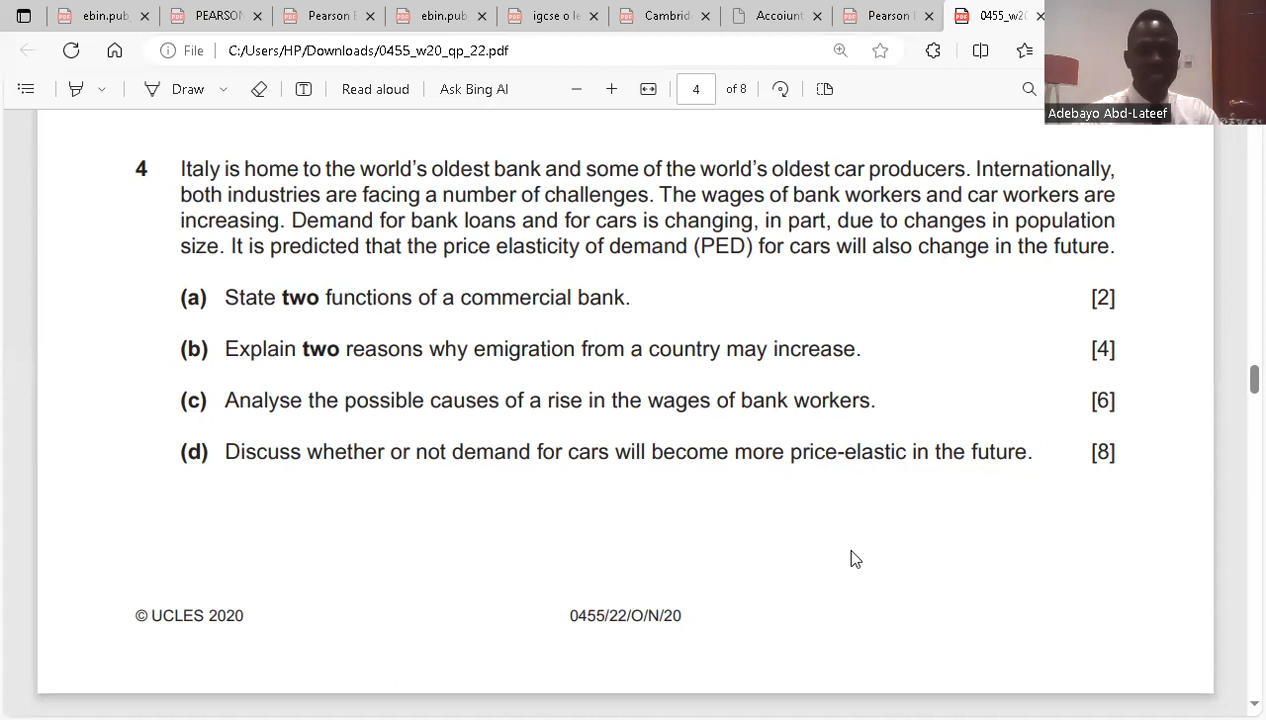 ebin.pub
PEARSON
Pearson E
ebin.pub
igcse o le
Cambrid
Account
Pearson
0455_w20
File C:/Users/HP/Downloads/0455_w20_qp_22.pdf
Draw Read aloud Ask Bing AI 4 of 8
Adebayo Abd-Lateef
4 Italy is home to the world's oldest bank and some of the world's oldest car producers. Internationally,
both industries are facing a number of challenges. The wages of bank workers and car workers are
increasing. Demand for bank loans and for cars is changing, in part, due to changes in population
size. It is predicted that the price elasticity of demand (PED) for cars will also change in the future.
(a) State two functions of a commercial bank. [2]
(b) Explain two reasons why emigration from a country may increase. [4]
(c) Analyse the possible causes of a rise in the wages of bank workers. [6]
(d) Discuss whether or not demand for cars will become more price-elastic in the future. [8]
© UCLES 2020 0455/22/O/N/20